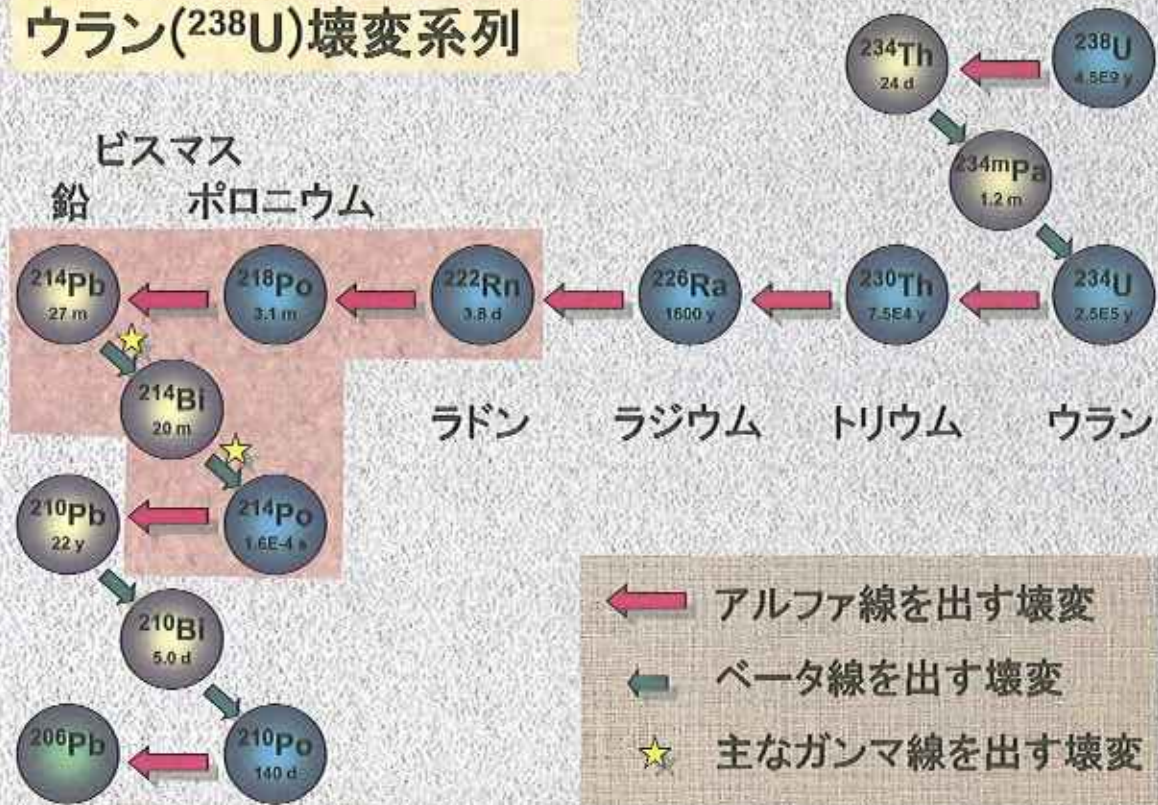 ウラン(²³⁸U)壊変系列
²³⁴Th
24 d
²³⁸U
4.5E9 y
²³⁴ᵐPa
1.2 m
ビスマス
鉛
ポロニウム
²¹⁴Pb
27 m
²¹⁸Po
3.1 m
²²²Rn
3.8 d
²²⁶Ra
1600 y
²³⁰Th
7.5E4 y
²³⁴U
2.5E5 y
²¹⁴Bi
20 m
ラドン
ラジウム
トリウム
ウラン
²¹⁰Pb
22 y
²¹⁴Po
1.6E-4 s
²¹⁰Bi
5.0 d
²⁰⁶Pb
²¹⁰Po
140 d
アルファ線を出す壊変
ベータ線を出す壊変
主なガンマ線を出す壊変